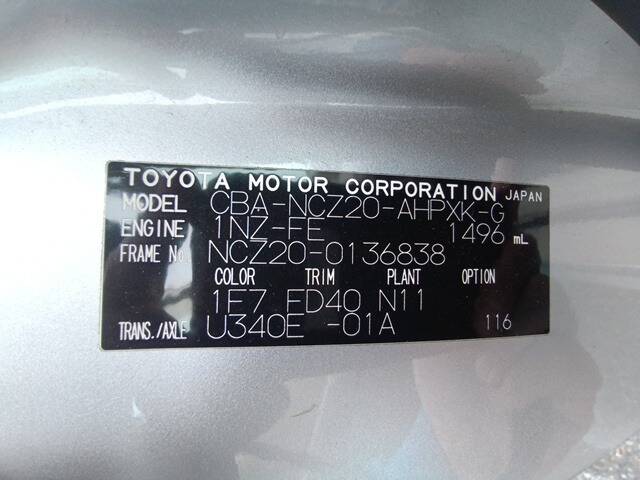 TOYOTA MOTOR CORPORATION JAPAN
MODEL CBA-NCZ20-AHPXK-G
ENGINE 1NZ-FE 1496 mL
FRAME No. NCZ20-0136838
COLOR TRIM PLANT OPTION
1E7 FD40 N11
TRANS./AXLE U340E -01A 116